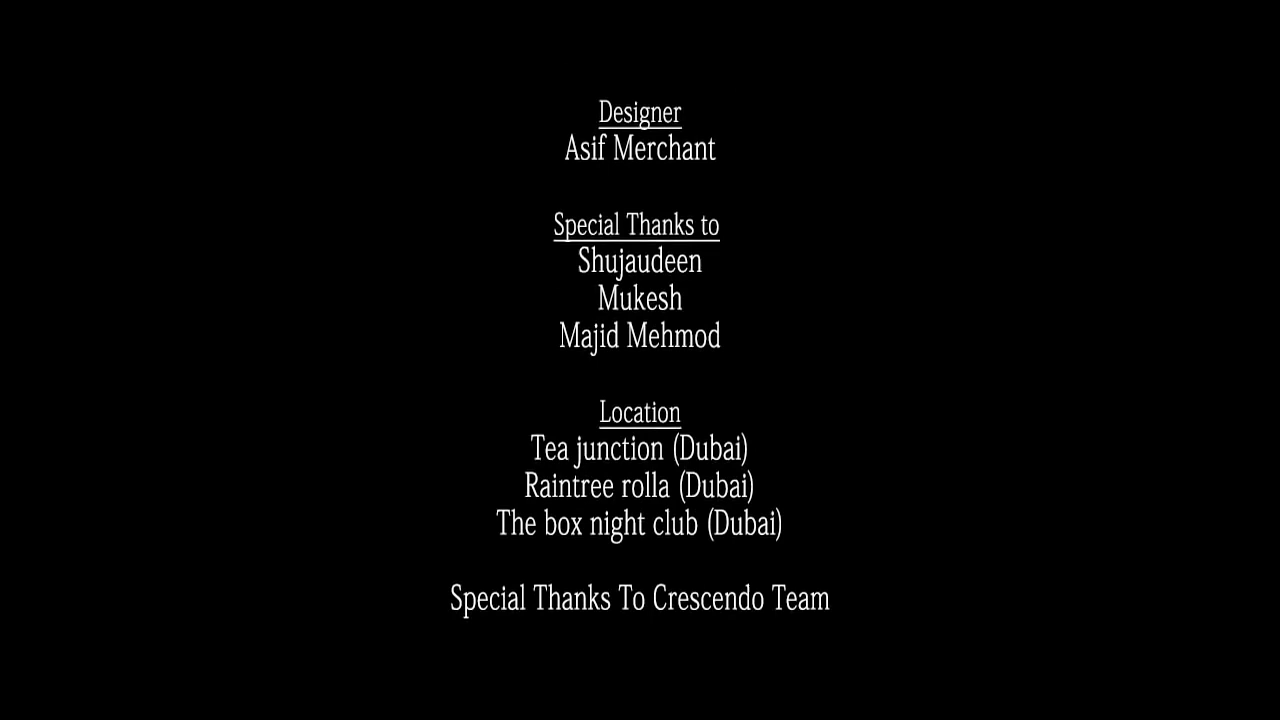 Designer
Asif Merchant
Special Thanks to
Shujaudeen
Mukesh
Majid Mehmod
Location
Tea junction (Dubai)
Raintree rolla (Dubai)
The box night club (Dubai)
Special Thanks To Crescendo Team